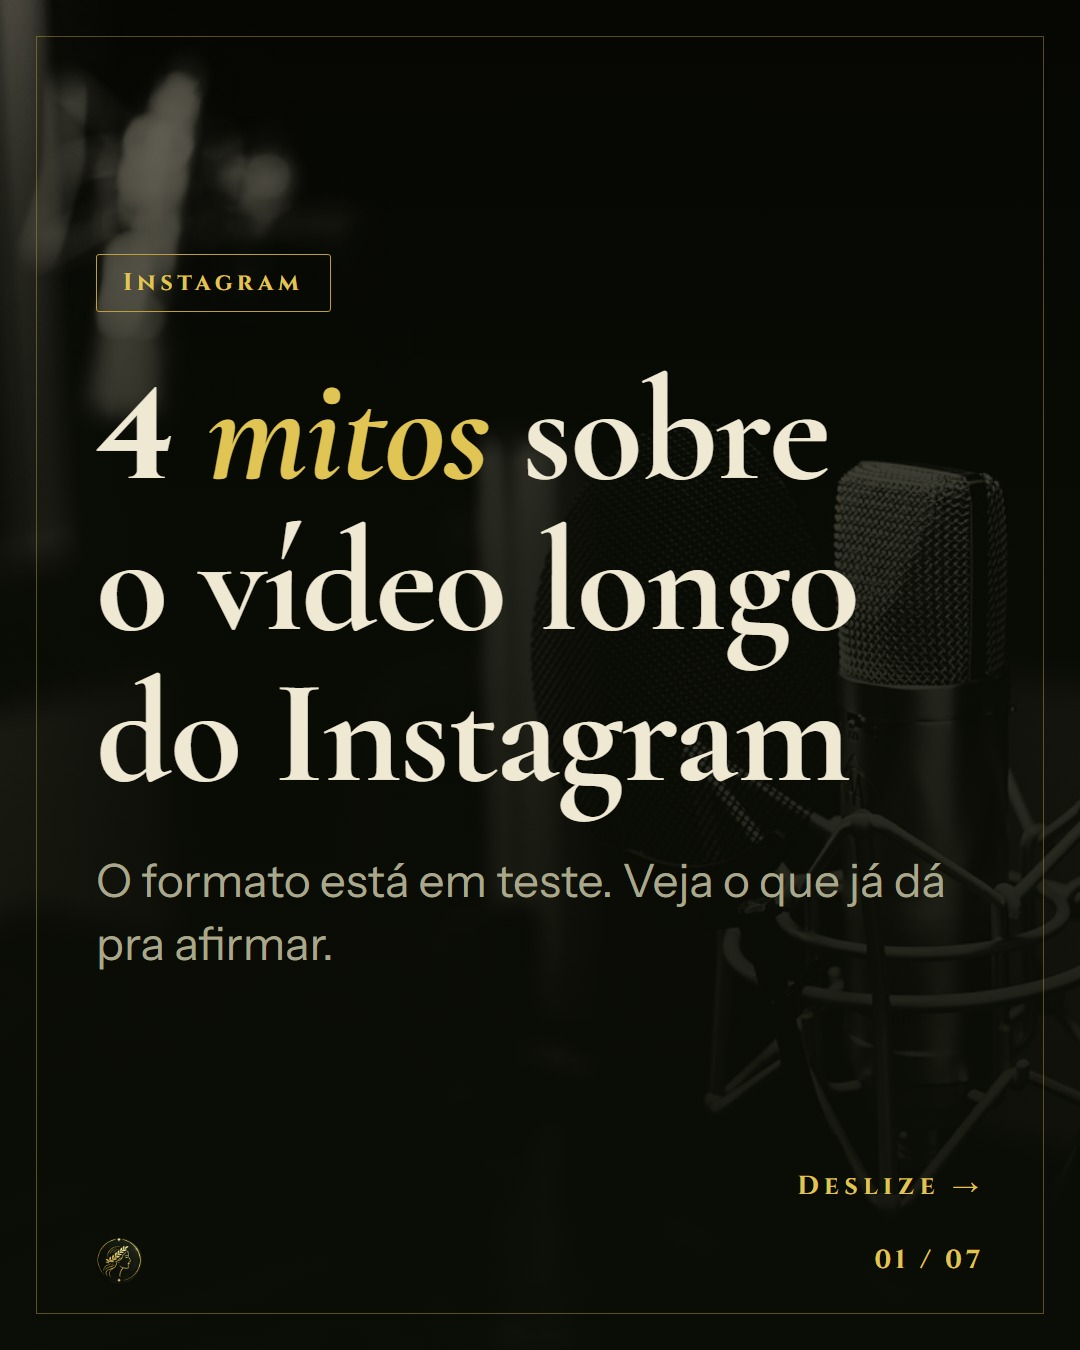 Instagram
4 mitos sobre
o vídeo longo
do Instagram
O formato está em teste. Veja o que já dá
pra afirmar.
Deslize →
01 / 07